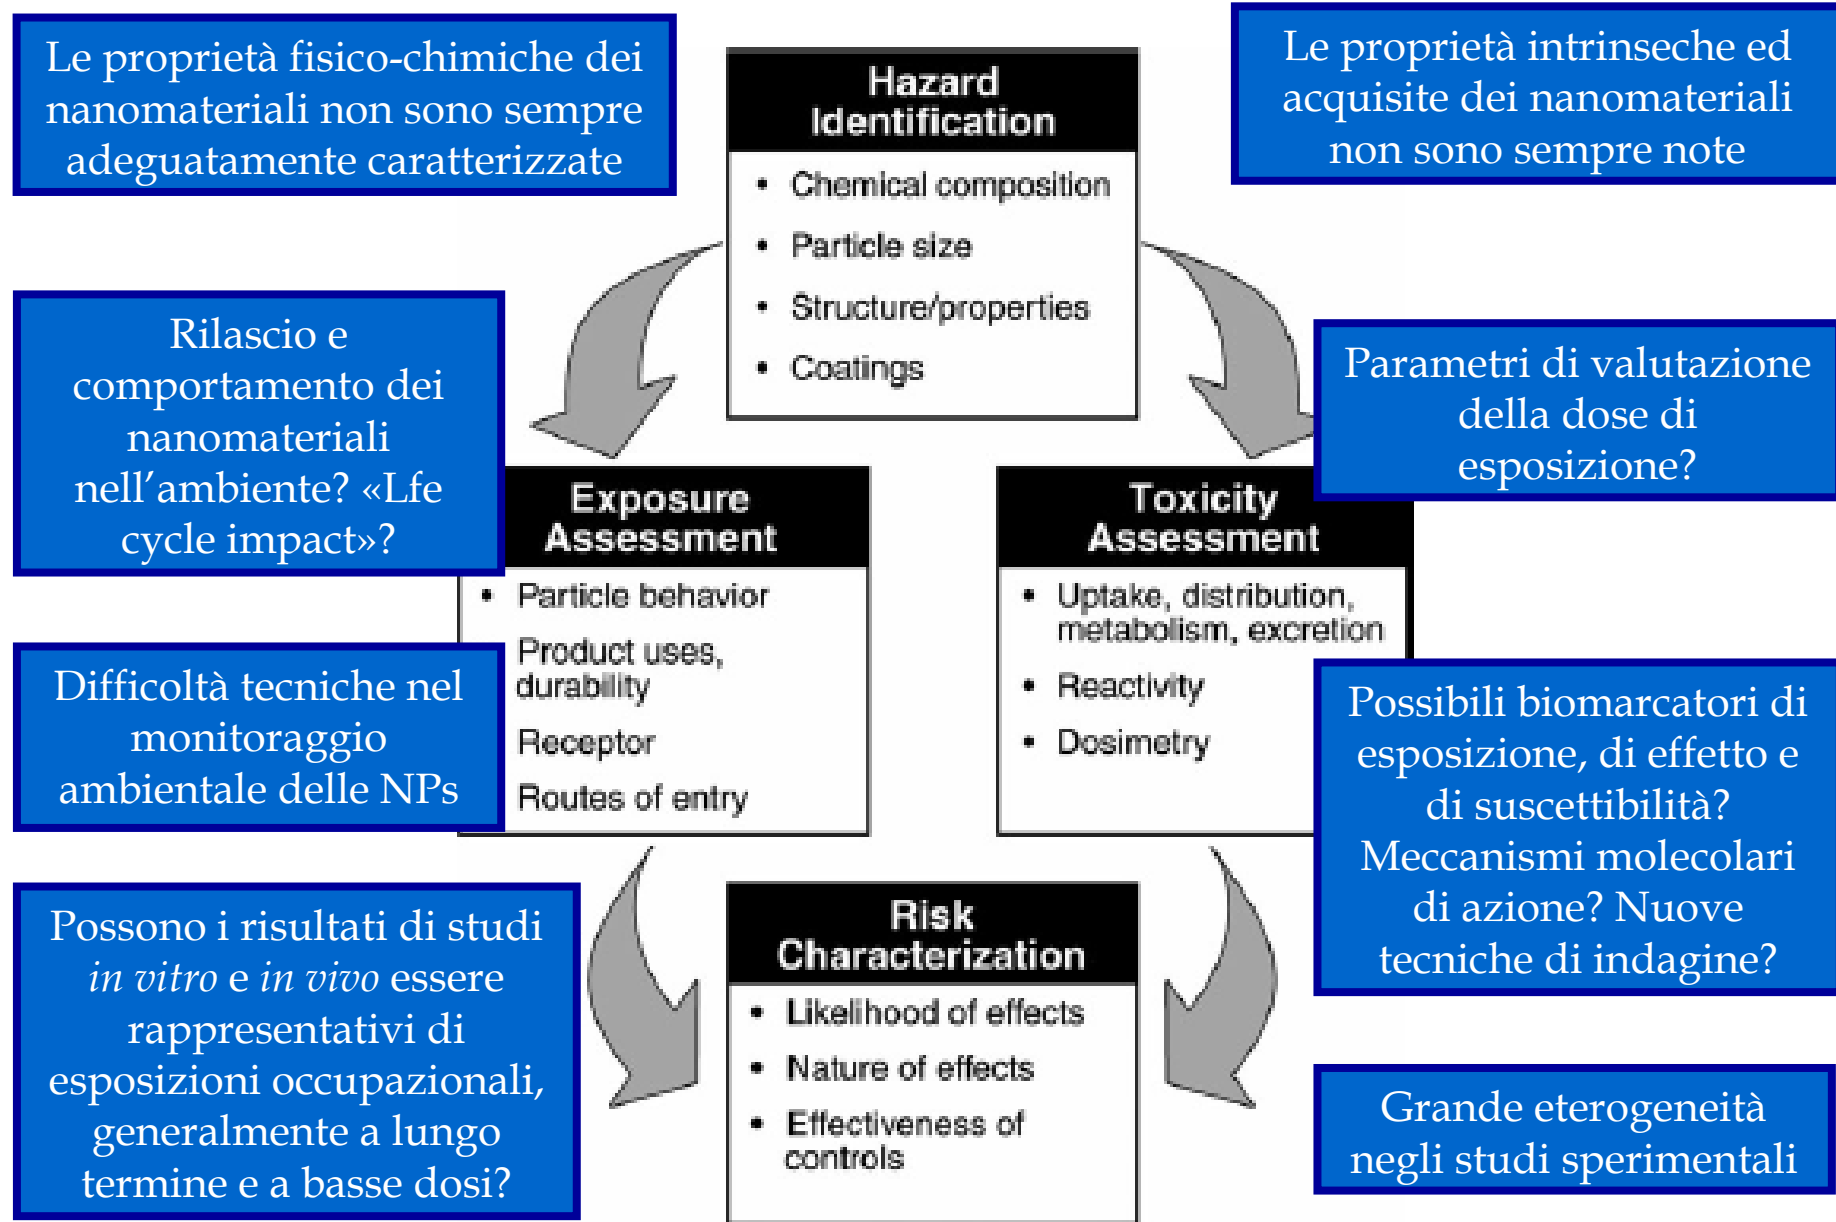 Le proprietà fisico-chimiche dei
nanomateriali non sono sempre
adeguatamente caratterizzate
Hazard
Identification
• Chemical composition
• Particle size
• Structure/properties
• Coatings
Le proprietà intrinseche ed
acquisite dei nanomateriali
non sono sempre note
Rilascio e
comportamento dei
nanomateriali
nell’ambiente? «Lfe
cycle impact»?
Parametri di valutazione
della dose di
esposizione?
Exposure
Assessment
• Particle behavior
Product uses,
durability
Receptor
Routes of entry
Toxicity
Assessment
• Uptake, distribution,
metabolism, excretion
• Reactivity
• Dosimetry
Difficoltà tecniche nel
monitoraggio
ambientale delle NPs
Possibili biomarcatori di
esposizione, di effetto e
di suscettibilità?
Meccanismi molecolari
di azione? Nuove
tecniche di indagine?
Possono i risultati di studi
in vitro e in vivo essere
rappresentativi di
esposizioni occupazionali,
generalmente a lungo
termine e a basse dosi?
Risk
Characterization
• Likelihood of effects
• Nature of effects
• Effectiveness of
controls
Grande eterogeneità
negli studi sperimentali